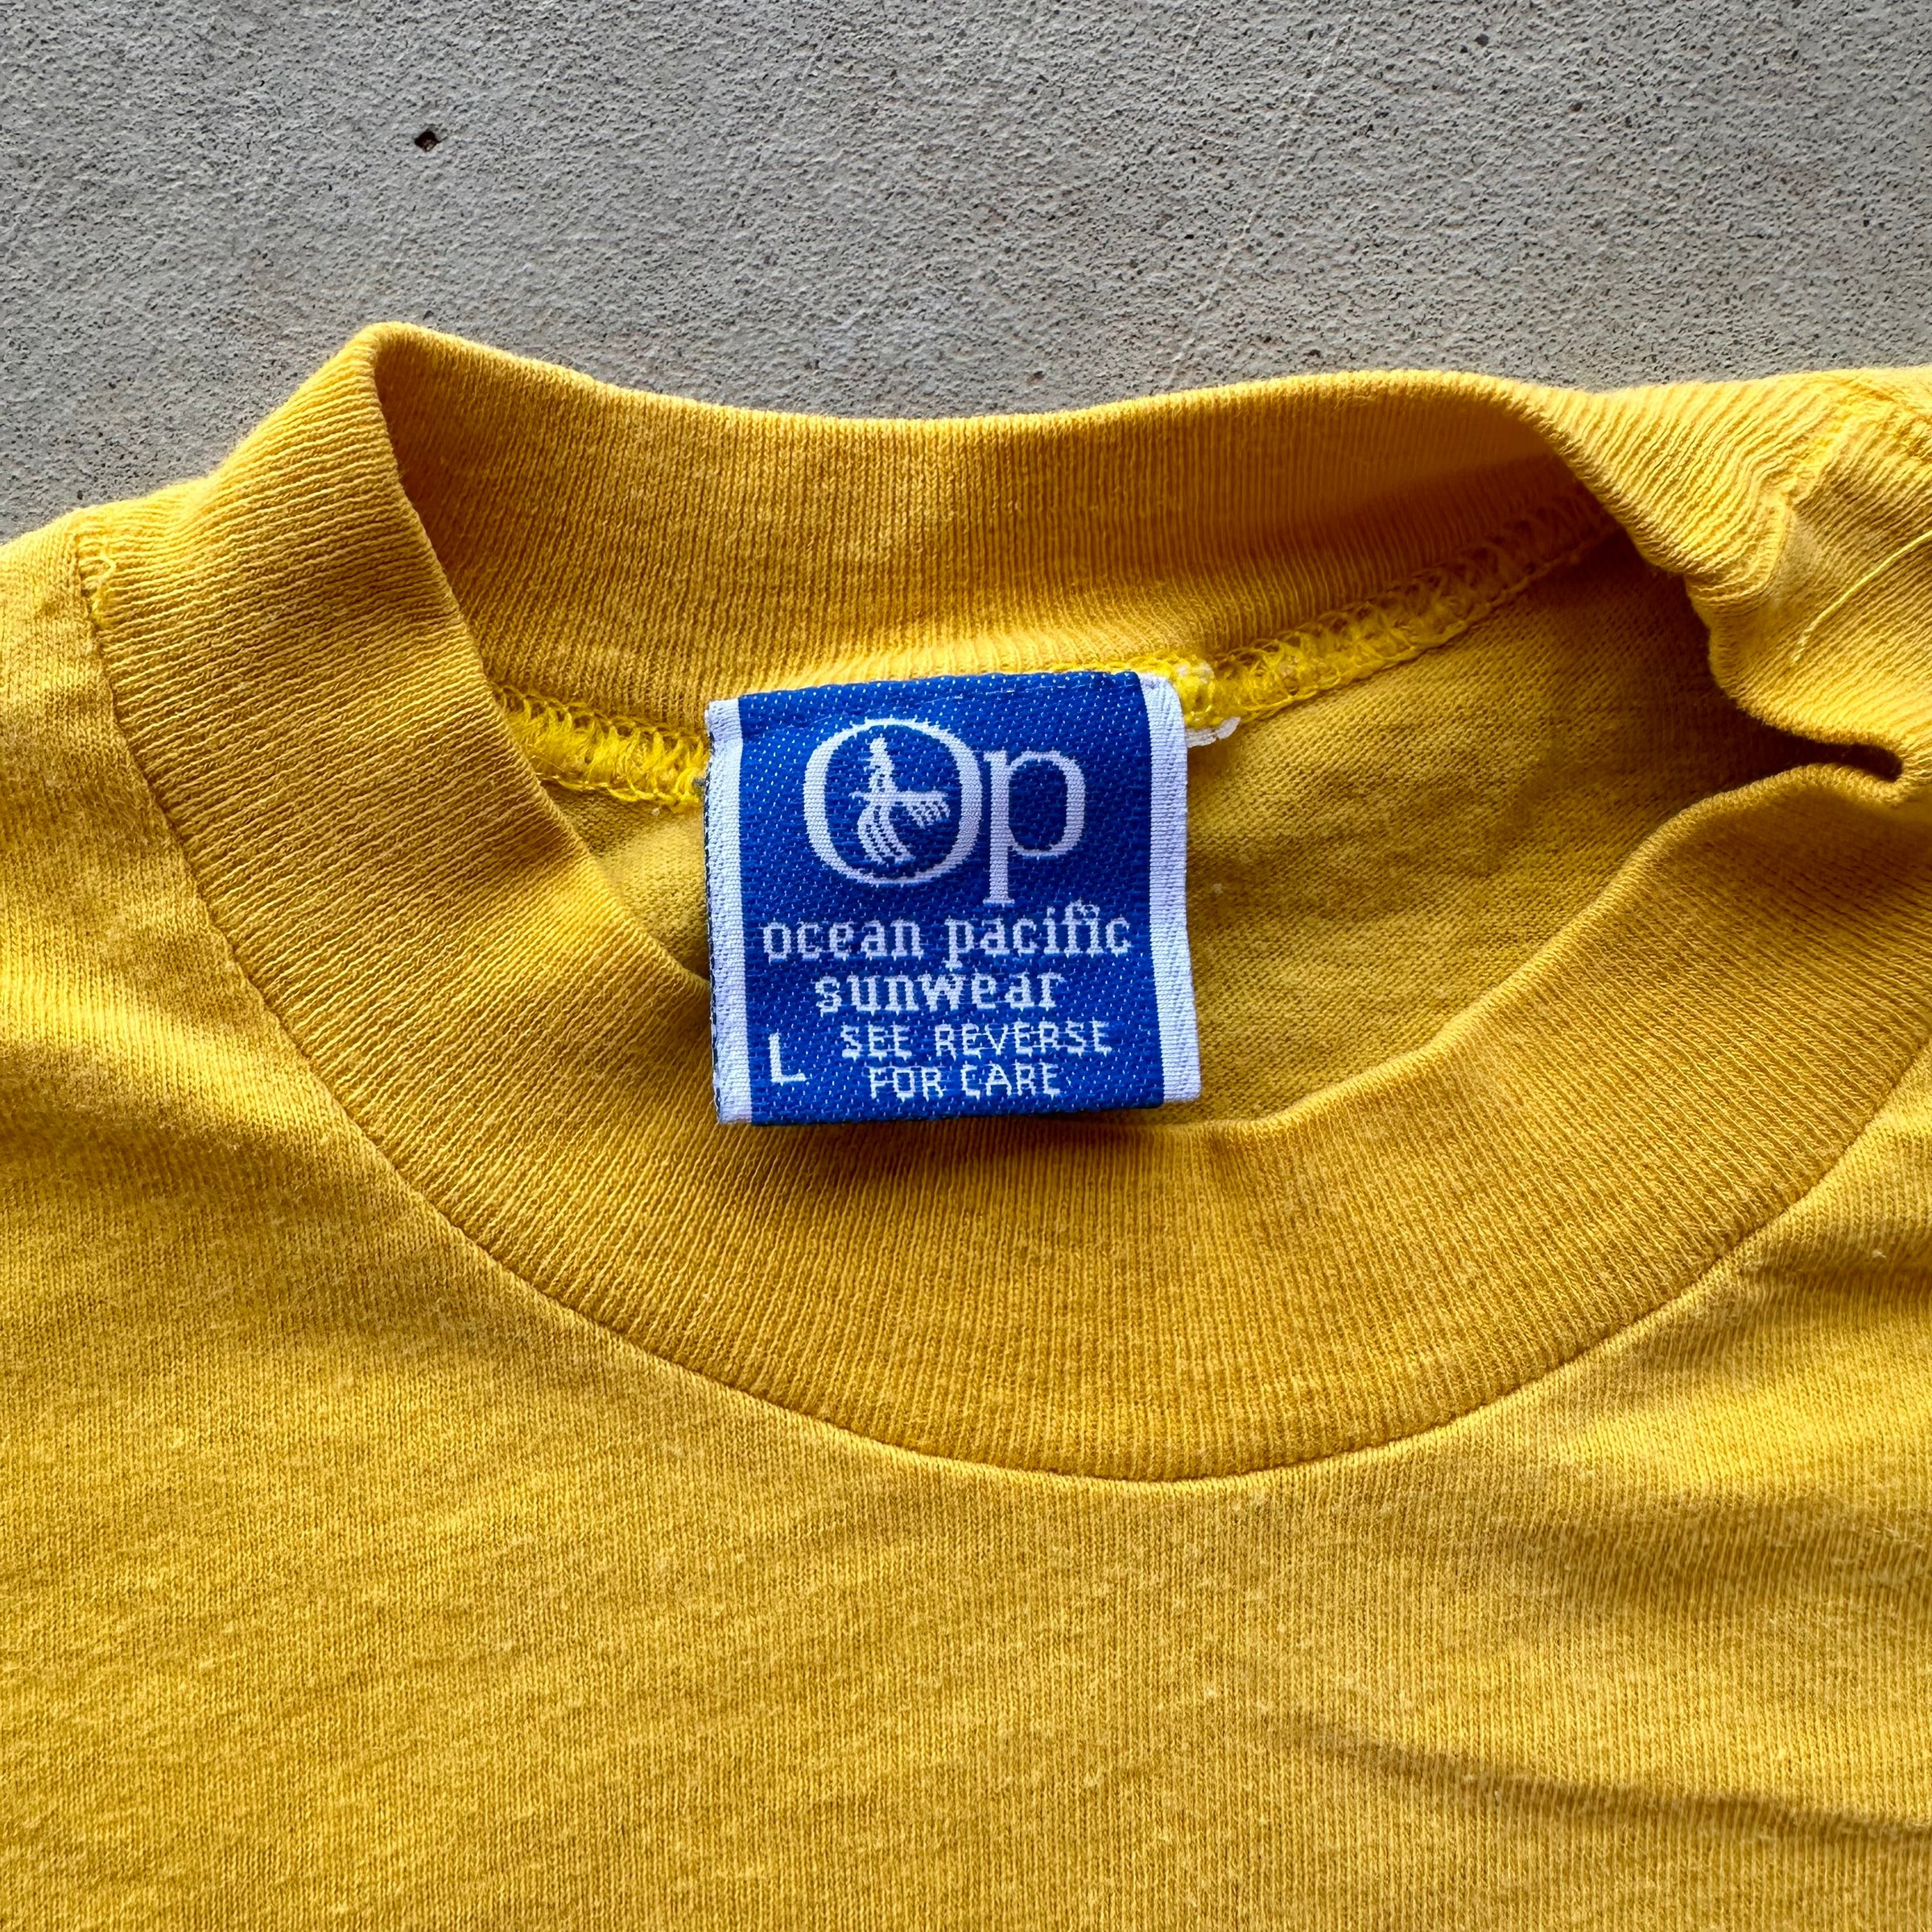 Op
ocean pacific
sunwear
L SEE REVERSE
FOR CARE